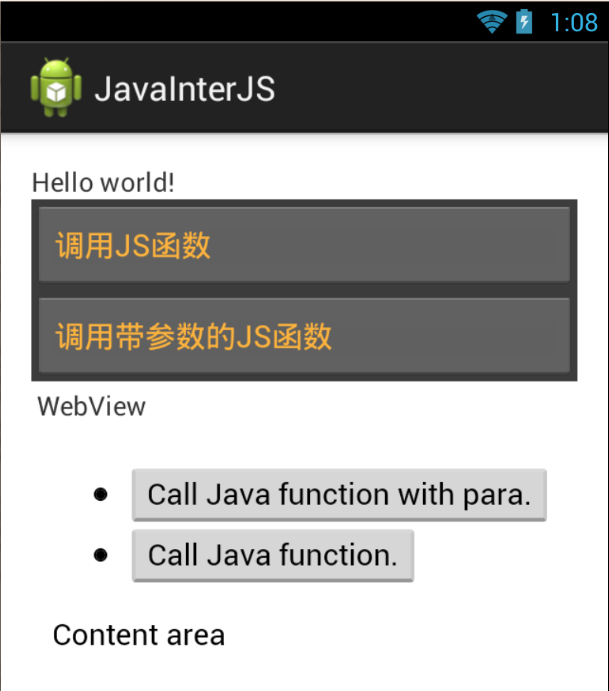 1:08
JavaInterJS
Hello world!
调用JS函数
调用带参数的JS函数
WebView
Call Java function with para.
Call Java function.
Content area